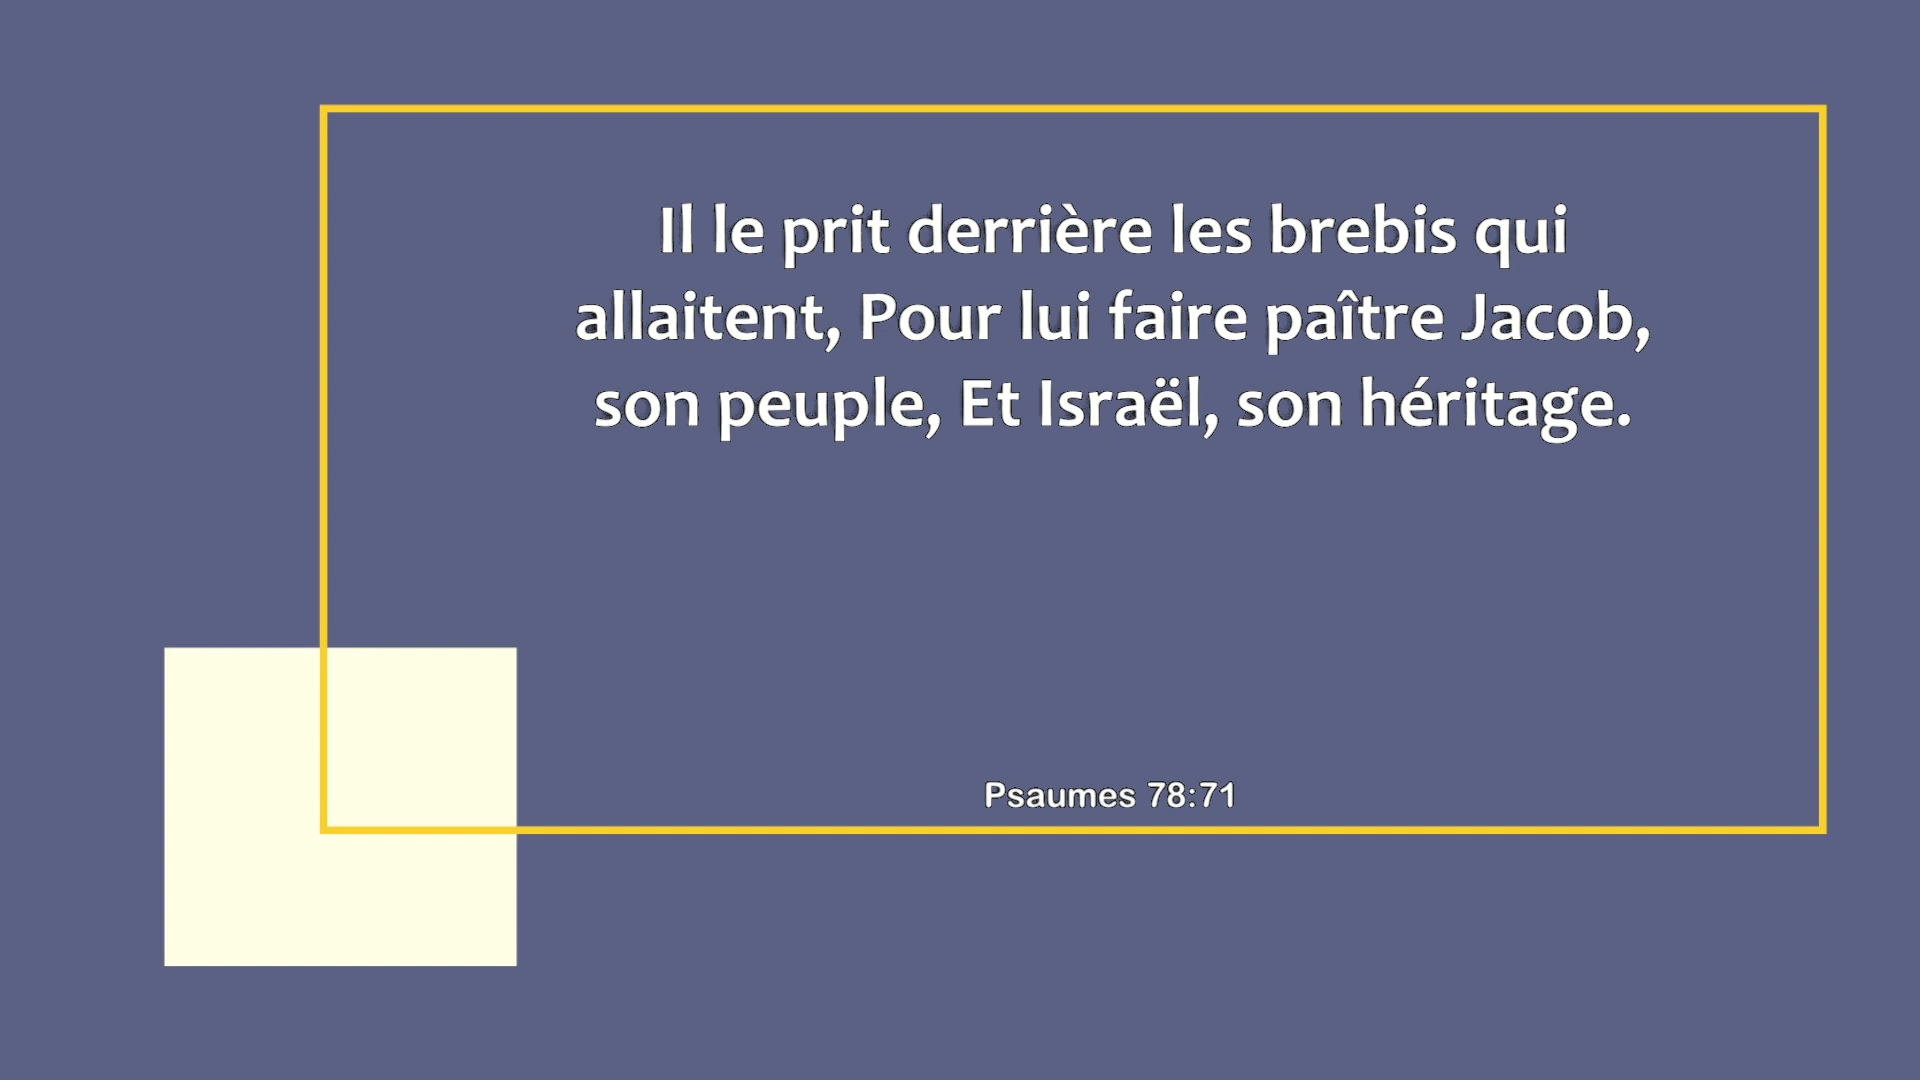 Il le prit derrière les brebis qui
allaitent, Pour lui faire paître Jacob,
son peuple, Et Israël, son héritage.
Psaumes 78:71